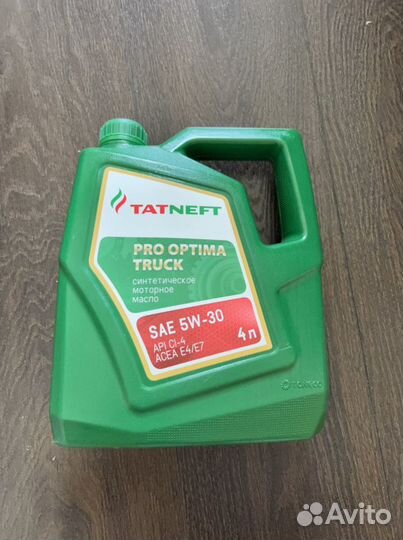 TATNEFT
PRO OPTIMA
TRUCK
синтетическое
моторное
масло
SAE 5W-30
API CI-4
ACEA E4/E7
4 л
Avito